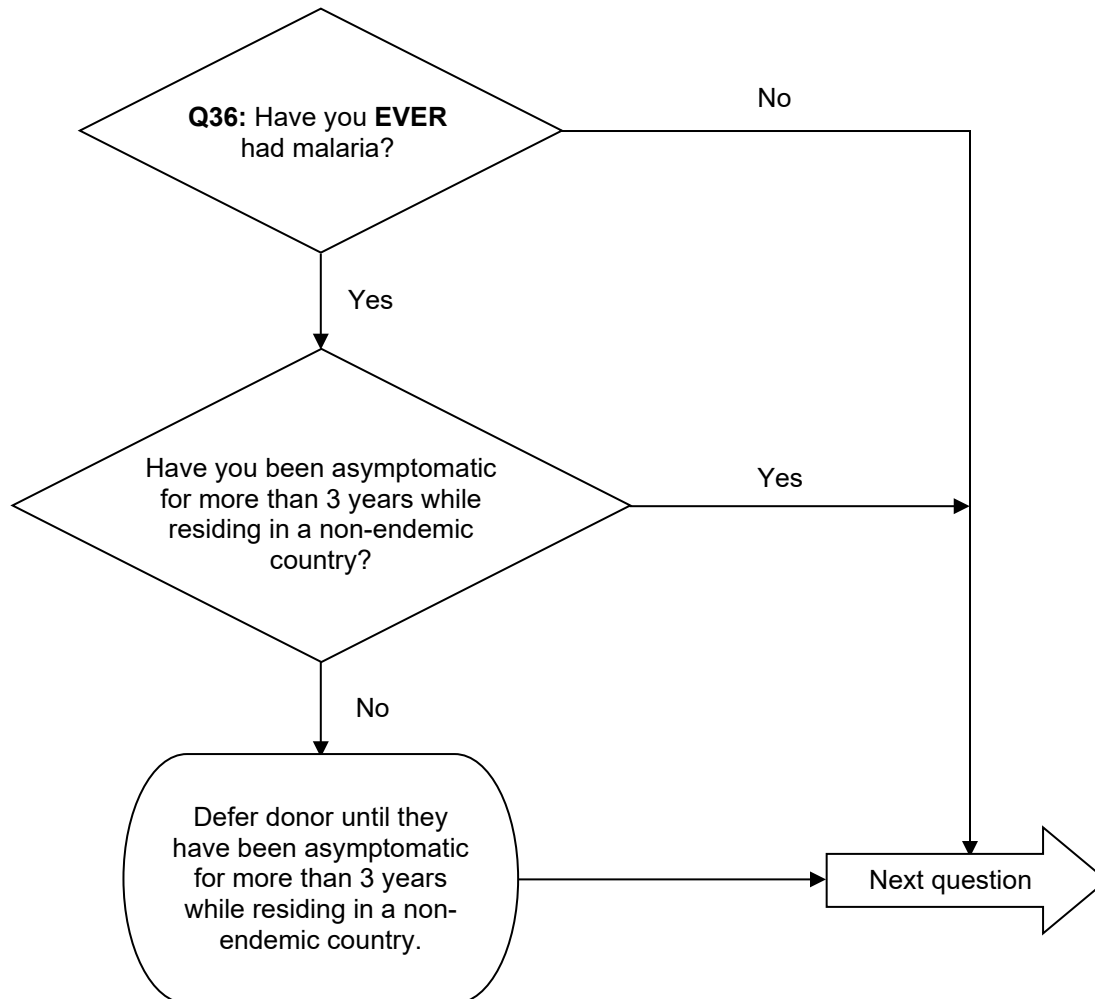 Q36: Have you EVER
had malaria?
No
Yes
Have you been asymptomatic
for more than 3 years while
residing in a non-endemic
country?
Yes
No
Defer donor until they
have been asymptomatic
for more than 3 years
while residing in a non-
endemic country.
Next question